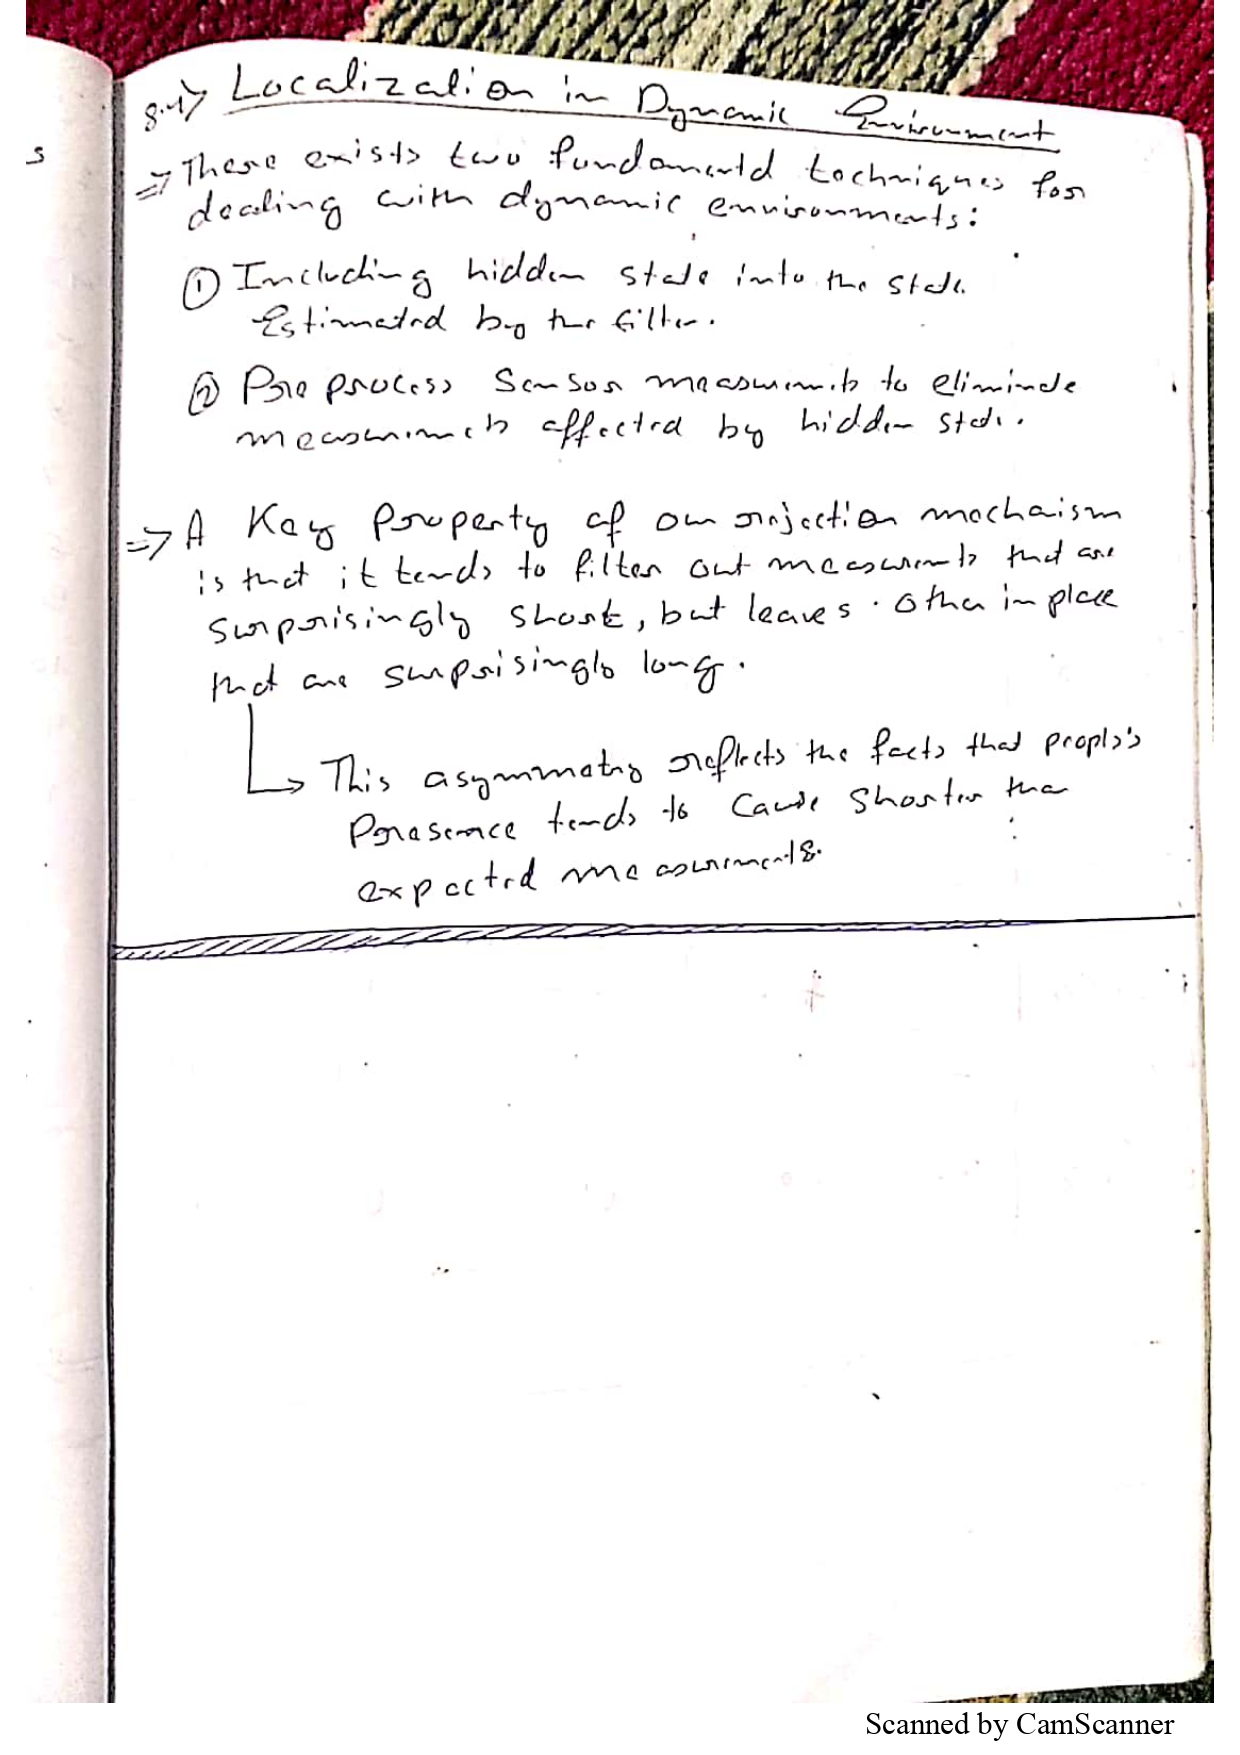 8.4> Localization in Dynamic Environment
=> There exists two fundamental techniques for
dealing with dynamic environments:
① Including hidden state into the state
Estimated by the filter.
② Preprocess Sensor measurements to eliminate
measurements affected by hidden state.
=> A Key Property of our rejection mechaism
is that it tends to filter out measurements that are
surprisingly short, but leaves other in place
that are surprisingly long.
This asymmetry reflects the facts that people's
Presence tends to Cause shorter than
expected measurements.
s
Scanned by CamScanner